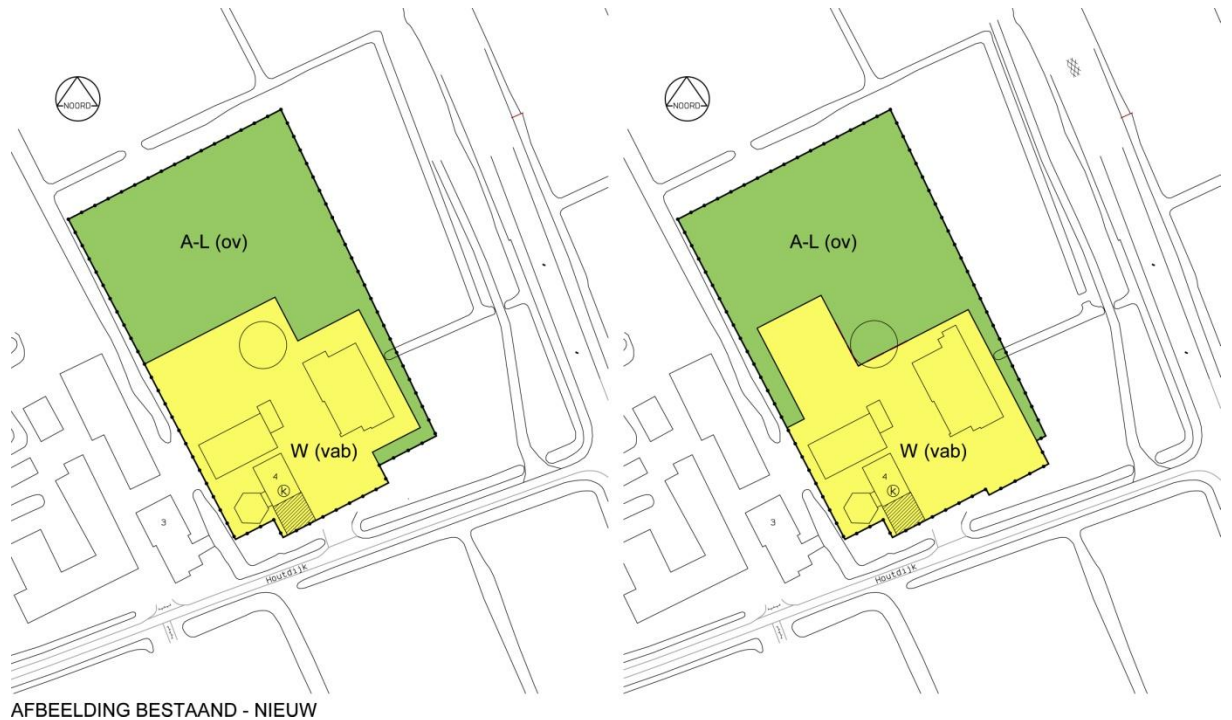 NOORD
A-L (ov)
W (vab)
4
k
3
Houtdijk
NOORD
A-L (ov)
W (vab)
4
k
3
Houtdijk
AFBEELDING BESTAAND - NIEUW